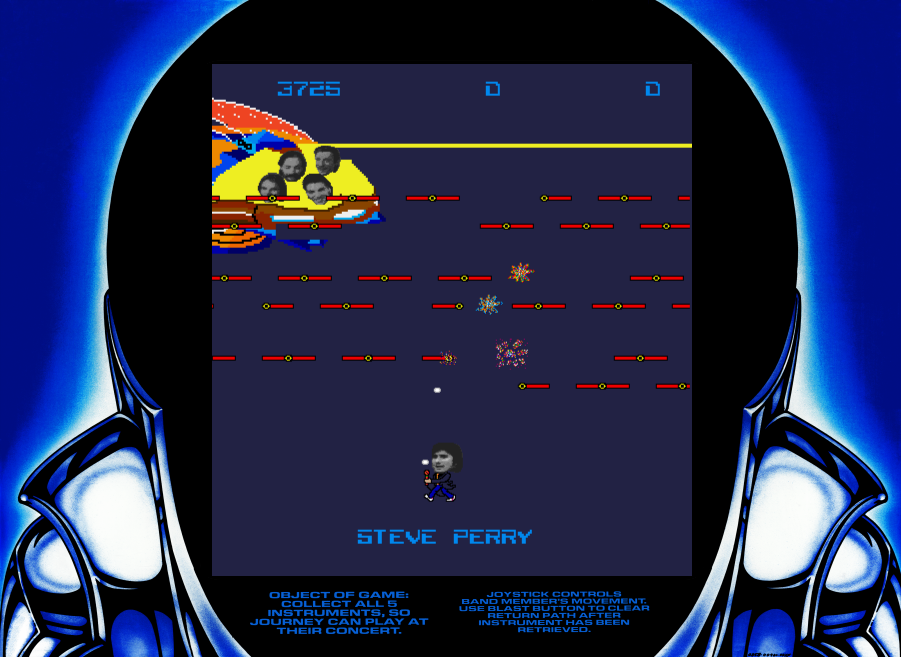 3725 0 0
STEVE PERRY
OBJECT OF GAME:
COLLECT ALL 5
INSTRUMENTS, SO
JOURNEY CAN PLAY AT
THEIR CONCERT.
JOYSTICK CONTROLS
BAND MEMBER'S MOVEMENT.
USE BLAST BUTTON TO CLEAR
RETURN PATH AFTER
INSTRUMENT HAS BEEN
RETRIEVED.